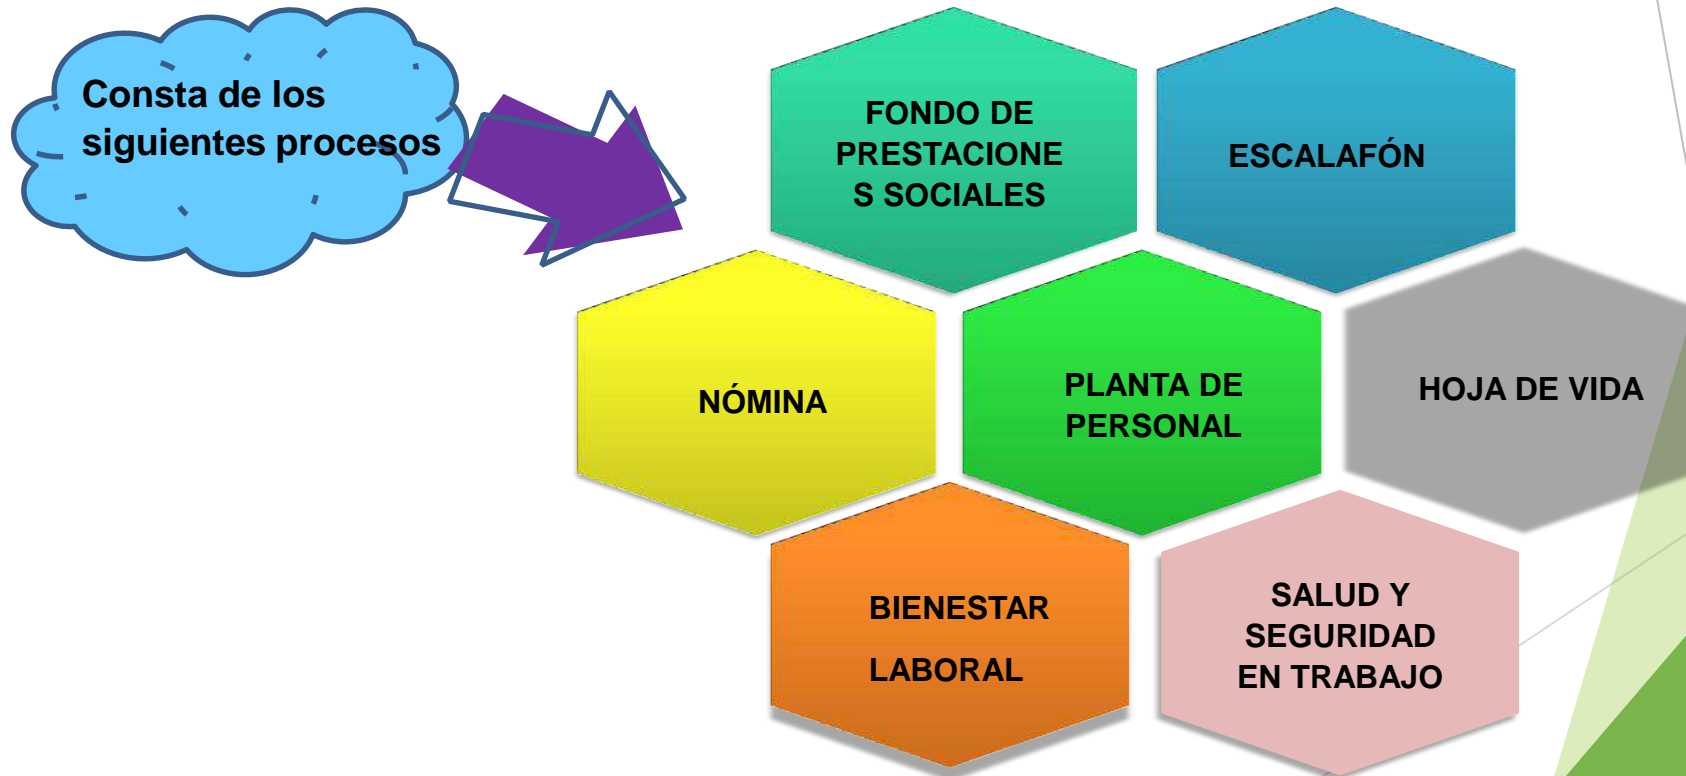 Consta de los
siguientes procesos
FONDO DE
PRESTACIONE
S SOCIALES
ESCALAFÓN
NÓMINA
PLANTA DE
PERSONAL
HOJA DE VIDA
BIENESTAR
LABORAL
SALUD Y
SEGURIDAD
EN TRABAJO